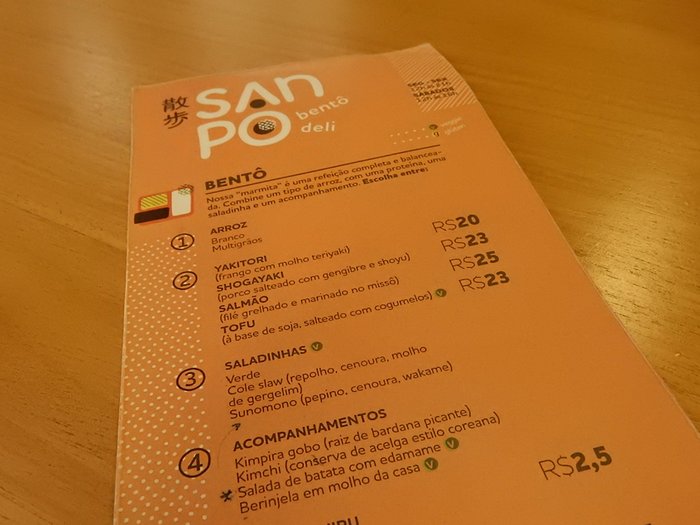 散歩
SAN
PO
bentô
deli
SEG - SEX
SÁBADOS
veggie
g glúten
BENTÔ
Nossa "marmita" é uma refeição completa e balancea-
da. Combine um tipo de arroz, com uma proteína, uma
saladinha e um acompanhamento. Escolha entre:
1
ARROZ
Branco
Multigrãos
2
YAKITORI R$20
(frango com molho teriyaki)
SHOGAYAKI R$23
(porco salteado com gengibre e shoyu)
SALMÃO R$25
(filé grelhado e marinado no missô)
TOFU R$23
(à base de soja, salteado com cogumelos) V
3
SALADINHAS V
Verde
Cole slaw (repolho, cenoura, molho
de gergelim)
Sunomono (pepino, cenoura, wakame)
4
ACOMPANHAMENTOS
Kimpira gobo (raiz de bardana picante)
Kimchi (conserva de acelga estilo coreana)
Salada de batata com edamame V
Berinjela em molho da casa V
R$2,5